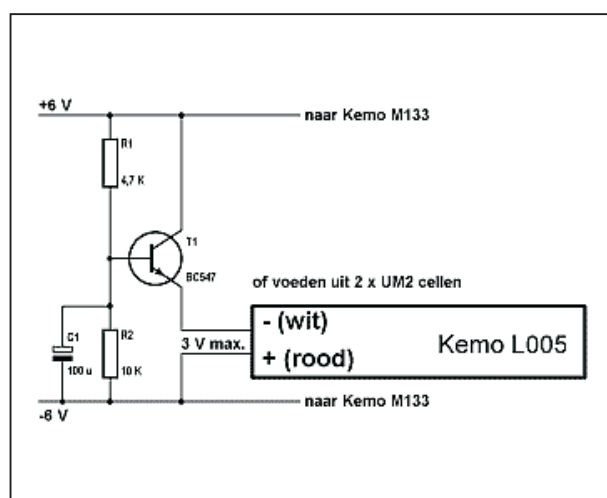 +6 V
naar Kemo M133
R1
4,7 K
T1
BC547
of voeden uit 2 x UM2 cellen
- (wit)
3 V max.
+ (rood)
Kemo L005
C1
100 u
R2
10 K
-6 V
naar Kemo M133